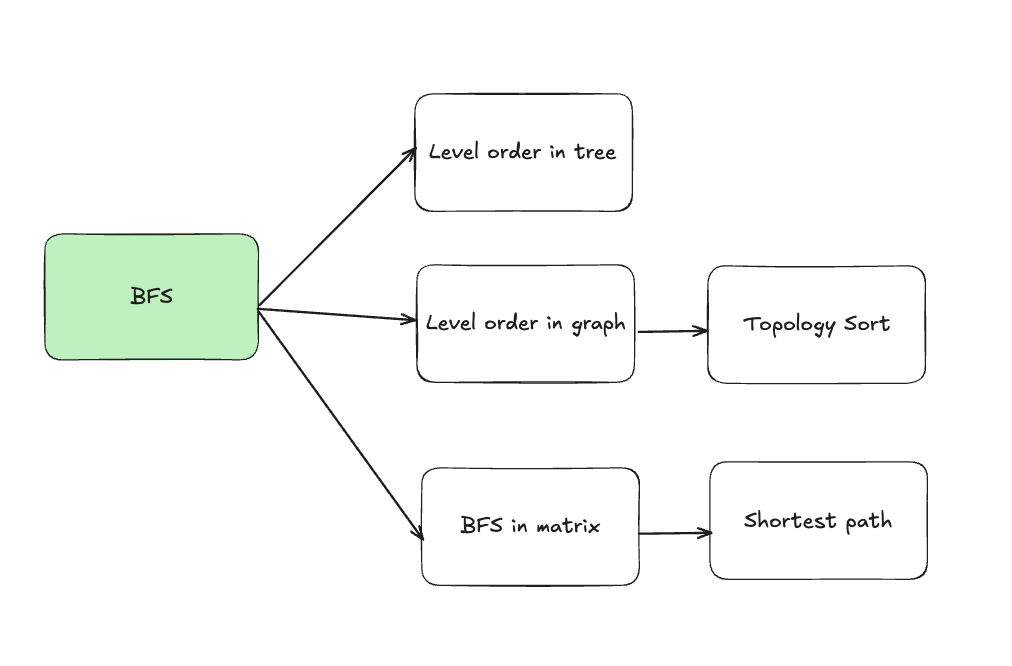 Level order in tree
BFS
Level order in graph
Topology Sort
BFS in matrix
Shortest path